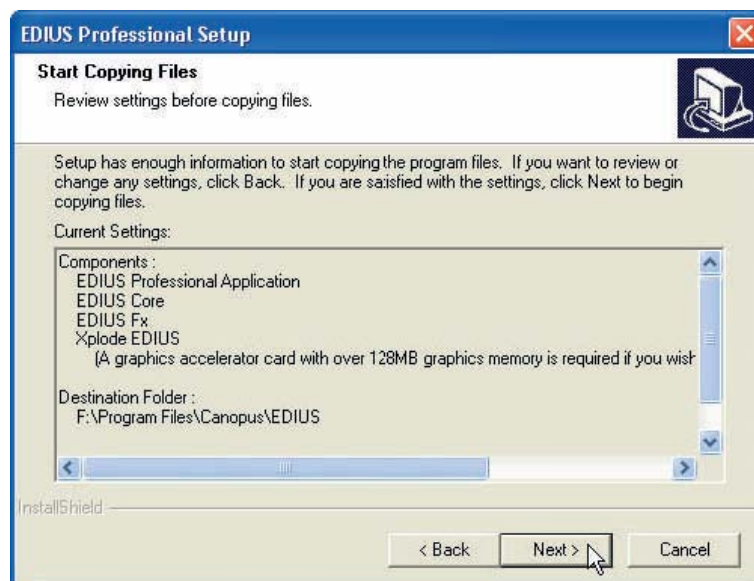 EDIUS Professional Setup
Start Copying Files
Review settings before copying files.
Setup has enough information to start copying the program files. If you want to review or
change any settings, click Back. If you are satisfied with the settings, click Next to begin
copying files.
Current Settings:
Components :
EDIUS Professional Application
EDIUS Core
EDIUS Fx
Xplode EDIUS
(A graphics accelerator card with over 128MB graphics memory is required if you wish
Destination Folder :
F:\Program Files\Canopus\EDIUS
InstallShield
< Back Next > Cancel